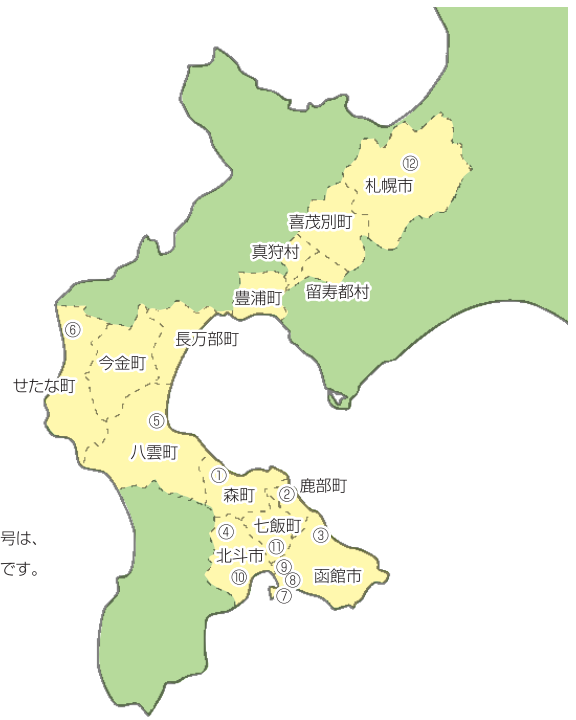 ⑫
札幌市
喜茂別町
真狩村
留寿都村
豊浦町
⑥
長万部町
今金町
せたな町
⑤
八雲町
①
森町
②
鹿部町
④
七飯町
③
北斗市
⑪
⑨
⑩
⑧
函館市
⑦
号は、
です。